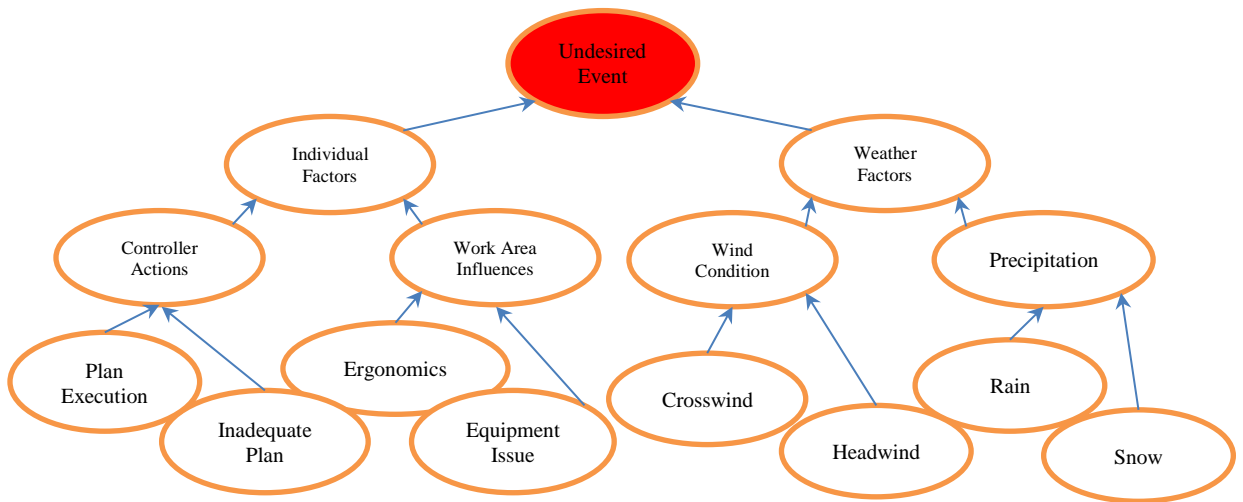 Undesired
Event
Individual
Factors
Weather
Factors
Controller
Actions
Work Area
Influences
Wind
Condition
Precipitation
Plan
Execution
Ergonomics
Crosswind
Rain
Inadequate
Plan
Equipment
Issue
Headwind
Snow